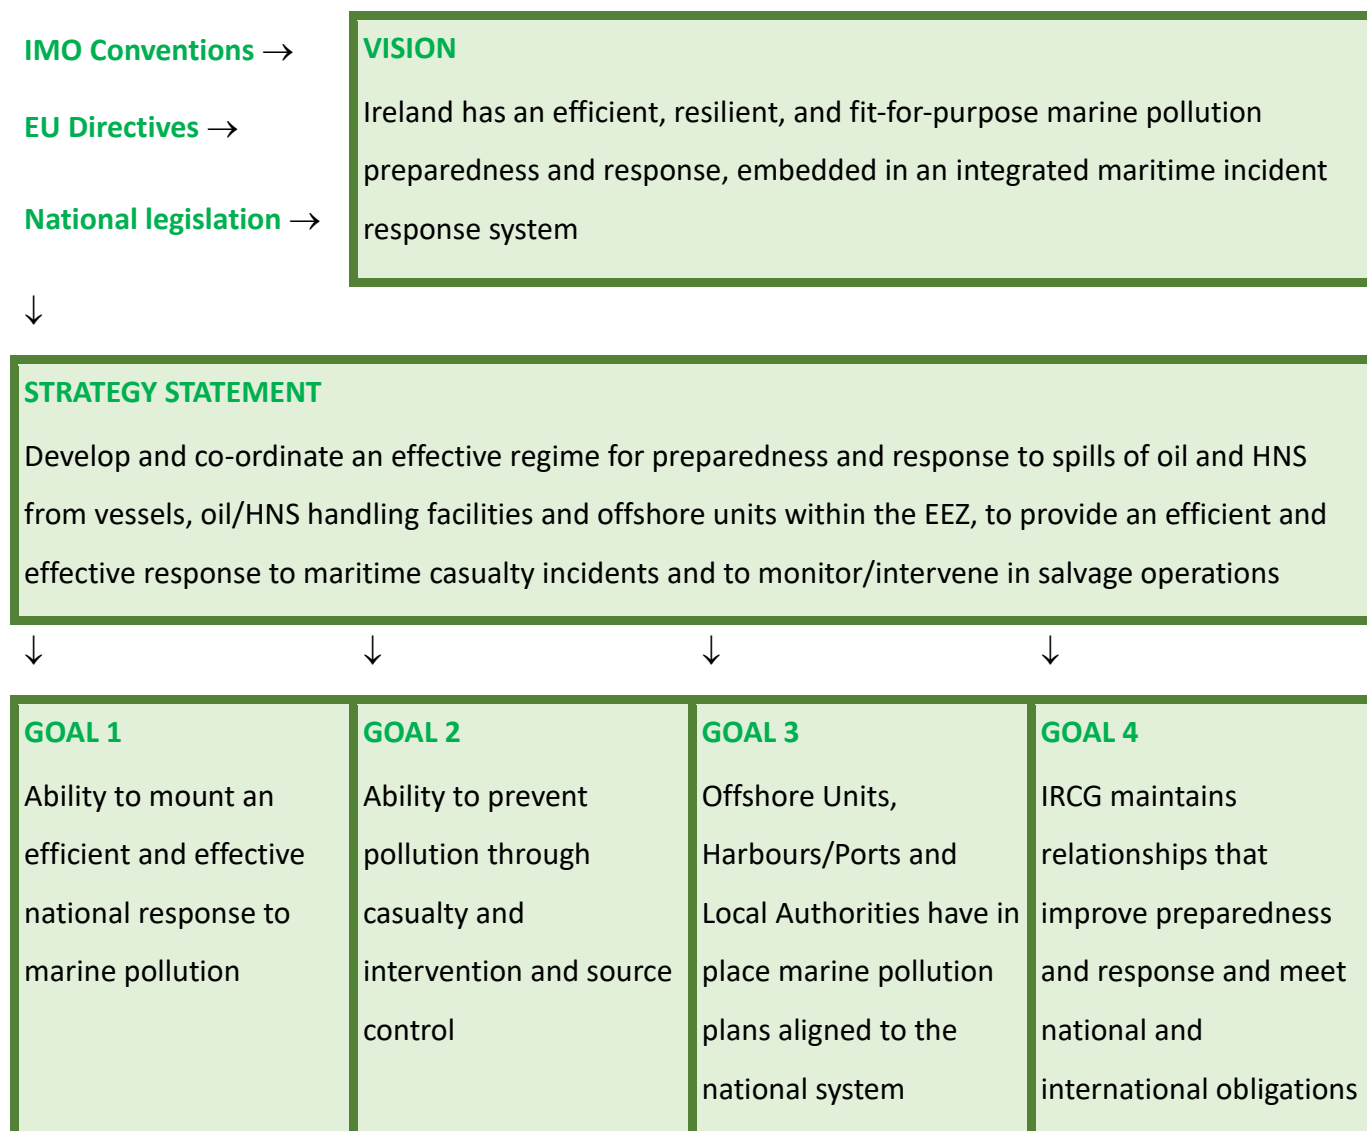 IMO Conventions →
EU Directives →
National legislation →
VISION
Ireland has an efficient, resilient, and fit-for-purpose marine pollution
preparedness and response, embedded in an integrated maritime incident
response system
↓
STRATEGY STATEMENT
Develop and co-ordinate an effective regime for preparedness and response to spills of oil and HNS
from vessels, oil/HNS handling facilities and offshore units within the EEZ, to provide an efficient and
effective response to maritime casualty incidents and to monitor/intervene in salvage operations
↓ ↓ ↓ ↓
GOAL 1
Ability to mount an
efficient and effective
national response to
marine pollution
GOAL 2
Ability to prevent
pollution through
casualty and
intervention and source
control
GOAL 3
Offshore Units,
Harbours/Ports and
Local Authorities have in
place marine pollution
plans aligned to the
national system
GOAL 4
IRCG maintains
relationships that
improve preparedness
and response and meet
national and
international obligations